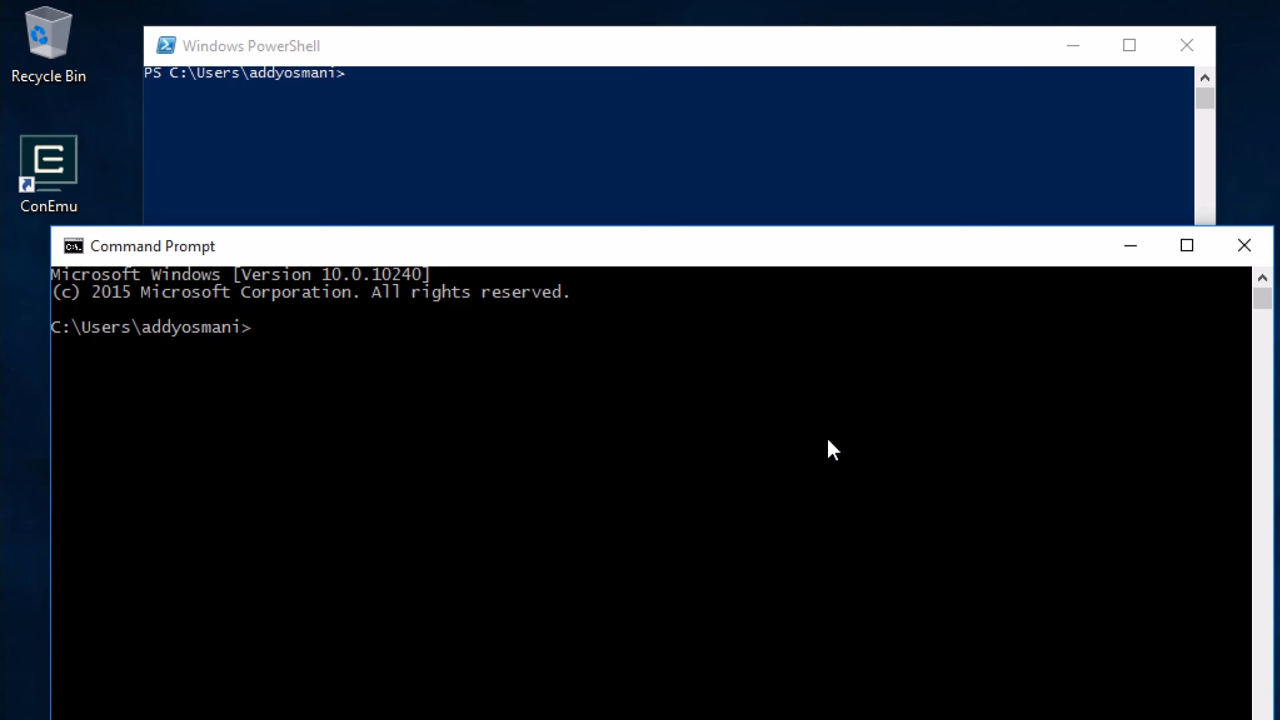 Recycle Bin
ConEmu
Windows PowerShell
PS C:\Users\addyosmani>
Command Prompt
Microsoft Windows [Version 10.0.10240]
(c) 2015 Microsoft Corporation. All rights reserved.
C:\Users\addyosmani>